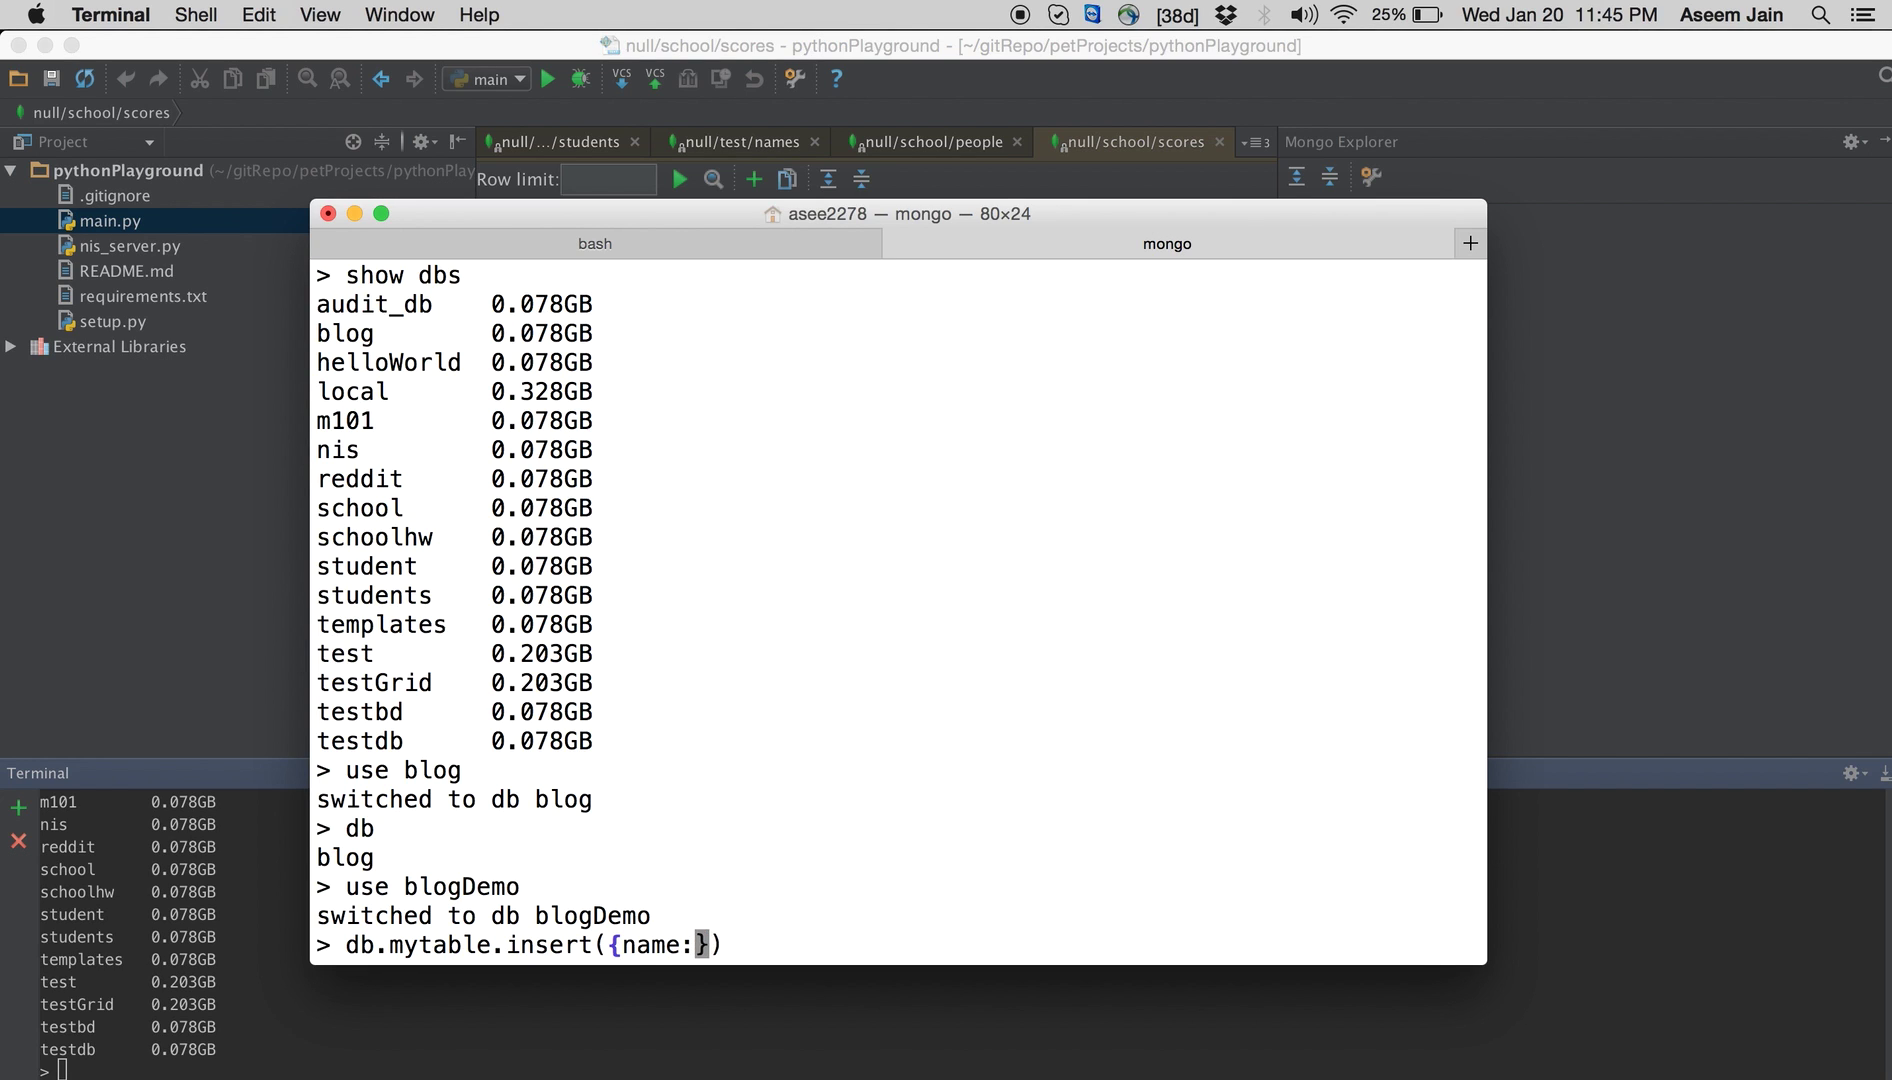 Terminal Shell Edit View Window Help [38d] 25% Wed Jan 20 11:45 PM Aseem Jain
null/school/scores - pythonPlayground - [~/gitRepo/petProjects/pythonPlayground]
main VCS VCS ?
null/school/scores
Project null/.../students null/test/names null/school/people null/school/scores 3 Mongo Explorer
pythonPlayground (~/gitRepo/petProjects/pythonPlay
Row limit:
.gitignore
main.py
nis_server.py
README.md
requirements.txt
setup.py
External Libraries
asee2278 — mongo — 80×24
bash mongo +
> show dbs
audit_db 0.078GB
blog 0.078GB
helloWorld 0.078GB
local 0.328GB
m101 0.078GB
nis 0.078GB
reddit 0.078GB
school 0.078GB
schoolhw 0.078GB
student 0.078GB
students 0.078GB
templates 0.078GB
test 0.203GB
testGrid 0.203GB
testbd 0.078GB
testdb 0.078GB
> use blog
switched to db blog
> db
blog
> use blogDemo
switched to db blogDemo
> db.mytable.insert({name:})
Terminal
m101 0.078GB
nis 0.078GB
reddit 0.078GB
school 0.078GB
schoolhw 0.078GB
student 0.078GB
students 0.078GB
templates 0.078GB
test 0.203GB
testGrid 0.203GB
testbd 0.078GB
testdb 0.078GB
>